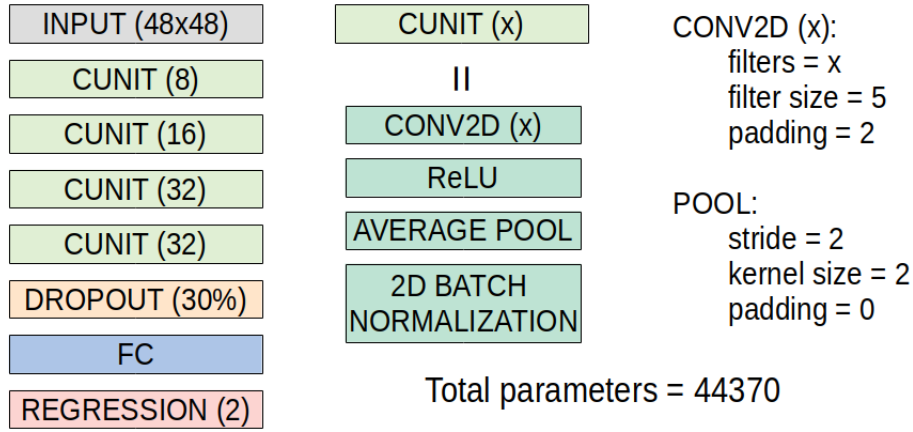 INPUT (48x48)
CUNIT (8)
CUNIT (16)
CUNIT (32)
CUNIT (32)
DROPOUT (30%)
FC
REGRESSION (2)
CUNIT (x)
=
CONV2D (x)
ReLU
AVERAGE POOL
2D BATCH
NORMALIZATION
CONV2D (x):
filters = x
filter size = 5
padding = 2
POOL:
stride = 2
kernel size = 2
padding = 0
Total parameters = 44370